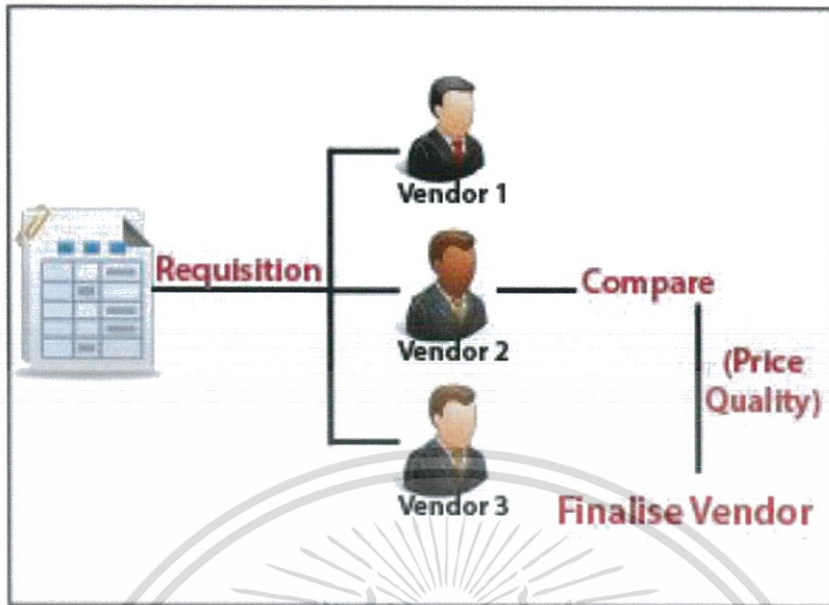 Vendor 1
Requisition
Vendor 2
Compare
(Price
Quality)
Vendor 3
Finalise Vendor